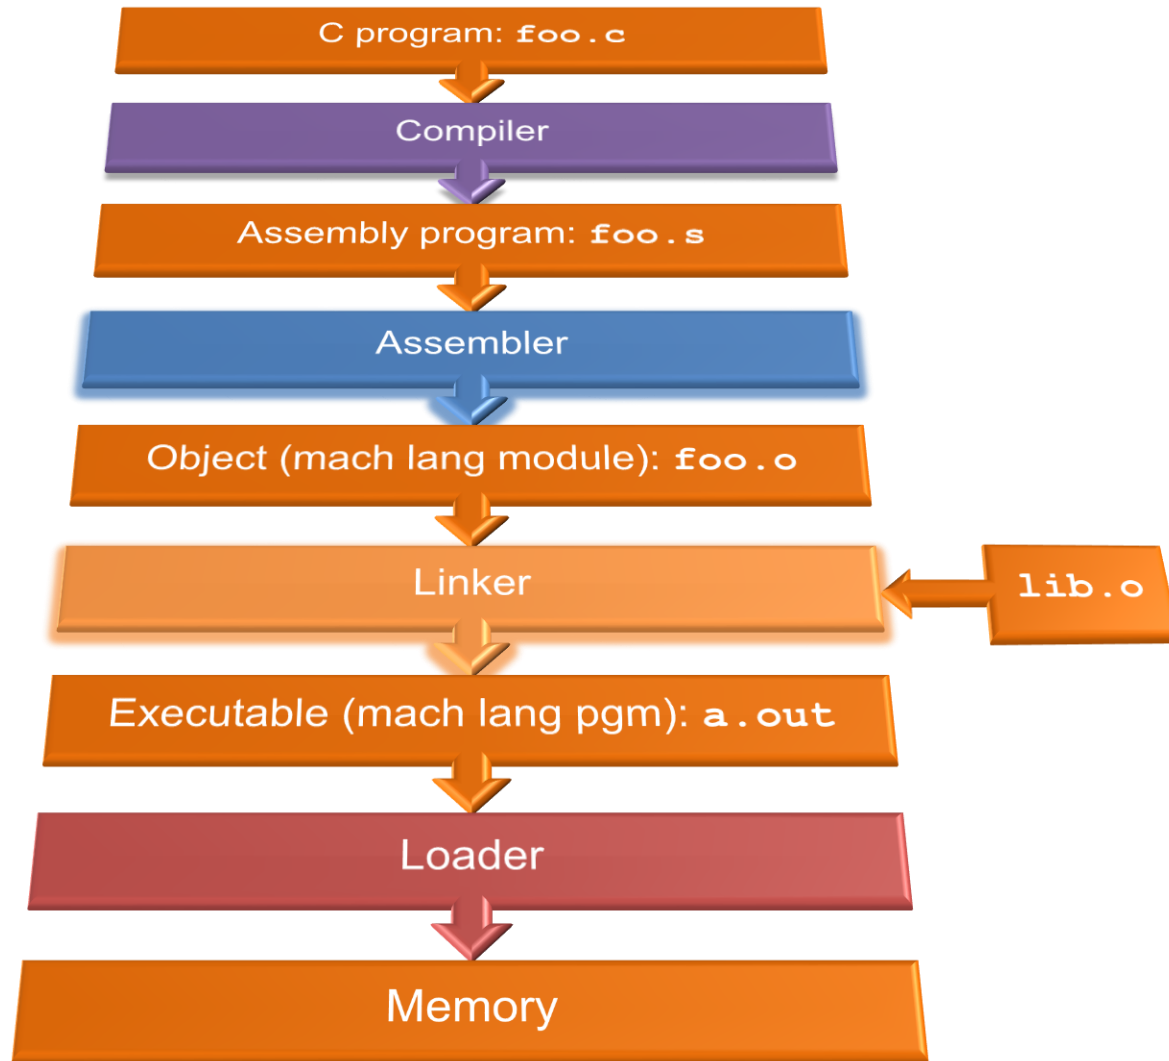 C program: foo.c
Compiler
Assembly program: foo.s
Assembler
Object (mach lang module): foo.o
Linker
lib.o
Executable (mach lang pgm): a.out
Loader
Memory